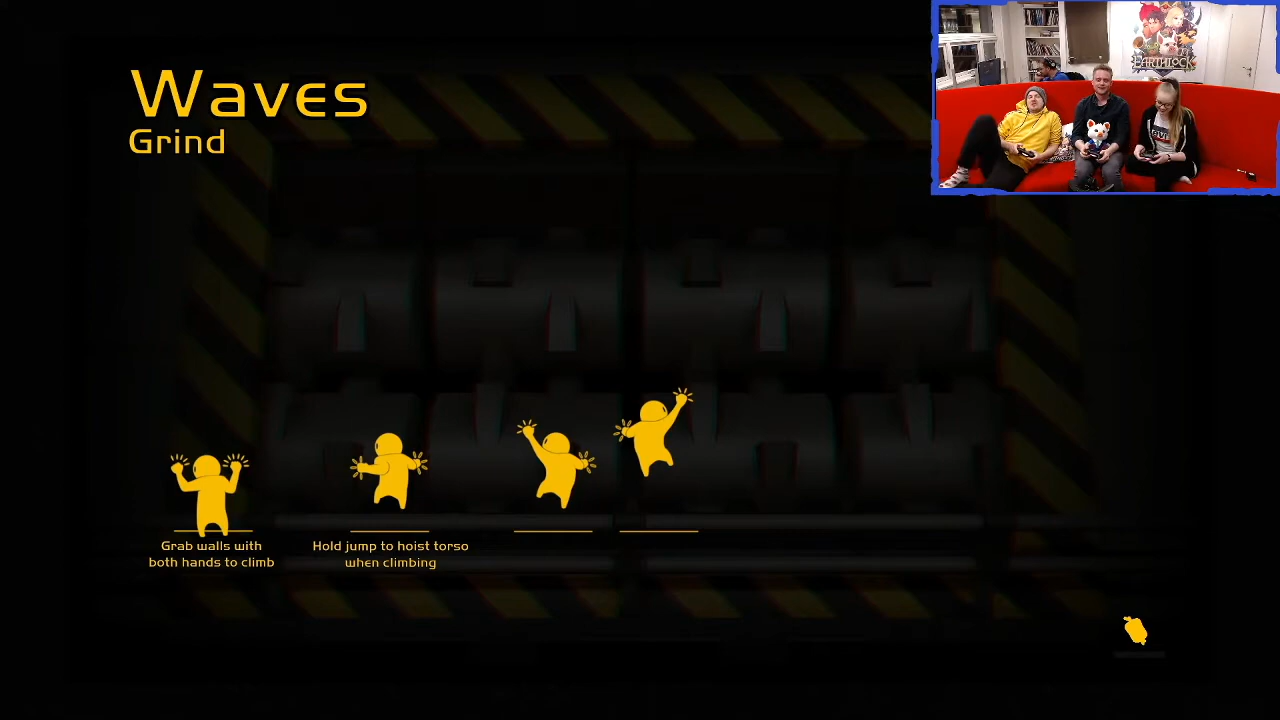 Waves
Grind
Grab walls with
both hands to climb
Hold jump to hoist torso
when climbing
EARTHLOCK